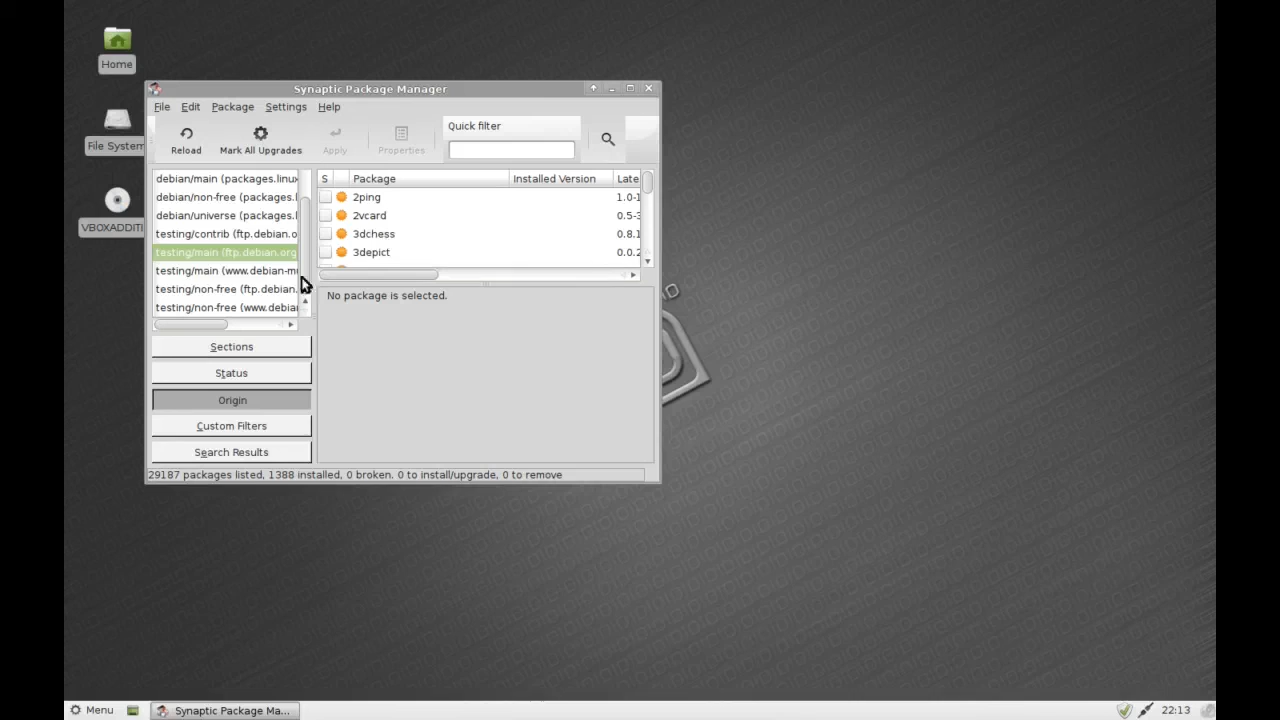 Home
File System
VBOXADDITI
Synaptic Package Manager
File Edit Package Settings Help
Reload
Mark All Upgrades
Apply
Properties
Quick filter
debian/main (packages.linux
debian/non-free (packages.l
debian/universe (packages.l
testing/contrib (ftp.debian.o
testing/main (ftp.debian.org
testing/main (www.debian-mu
testing/non-free (ftp.debian.
testing/non-free (www.debian
S Package Installed Version Late
2ping 1.0-1
2vcard 0.5-3
3dchess 0.8.1
3depict 0.0.2
No package is selected.
Sections
Status
Origin
Custom Filters
Search Results
29187 packages listed, 1388 installed, 0 broken. 0 to install/upgrade, 0 to remove
Menu
Synaptic Package Ma...
22:13